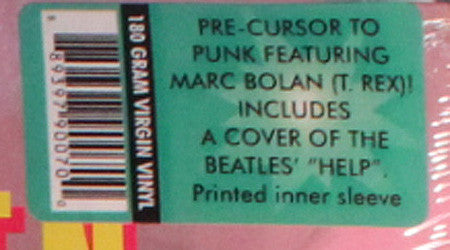 PRE-CURSOR TO
PUNK FEATURING
MARC BOLAN (T. REX)!
INCLUDES
A COVER OF THE
BEATLES' "HELP".
Printed inner sleeve
180 GRAM VIRGIN VINYL